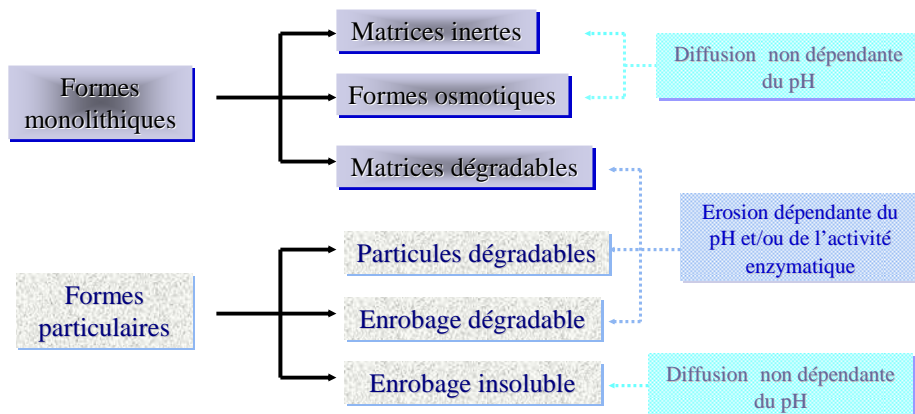 Matrices inertes
Formes osmotiques
Matrices dégradables
Formes
monolithiques
Diffusion non dépendante
du pH
Erosion dépendante du
pH et/ou de l'activité
enzymatique
Particules dégradables
Enrobage dégradable
Enrobage insoluble
Formes
particulaires
Diffusion non dépendante
du pH